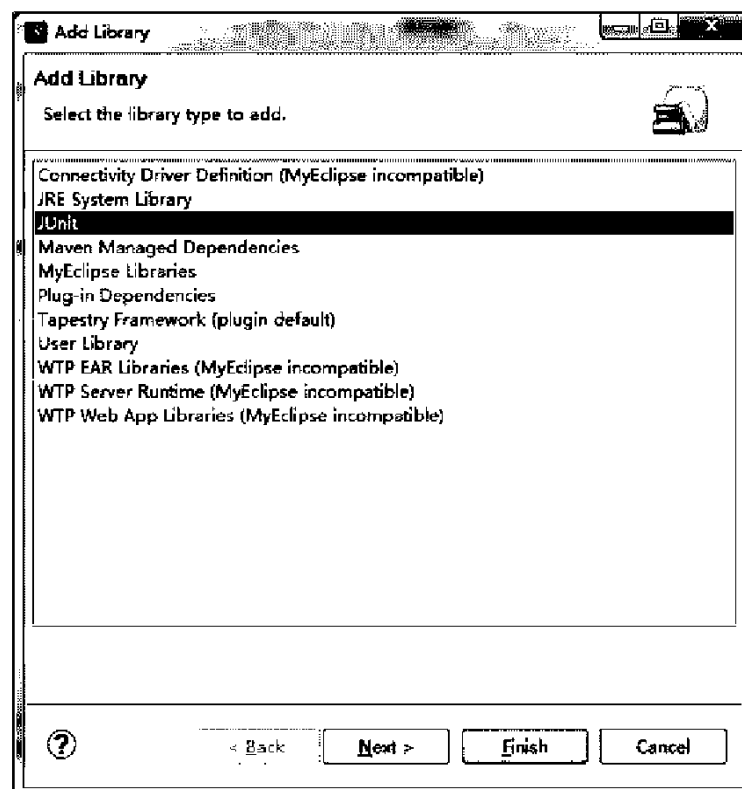 Add Library
Add Library
Select the library type to add.
Connectivity Driver Definition (MyEclipse incompatible)
JRE System Library
JUnit
Maven Managed Dependencies
MyEclipse Libraries
Plug-in Dependencies
Tapestry Framework (plugin default)
User Library
WTP EAR Libraries (MyEclipse incompatible)
WTP Server Runtime (MyEclipse incompatible)
WTP Web App Libraries (MyEclipse incompatible)
< Back Next > Finish Cancel